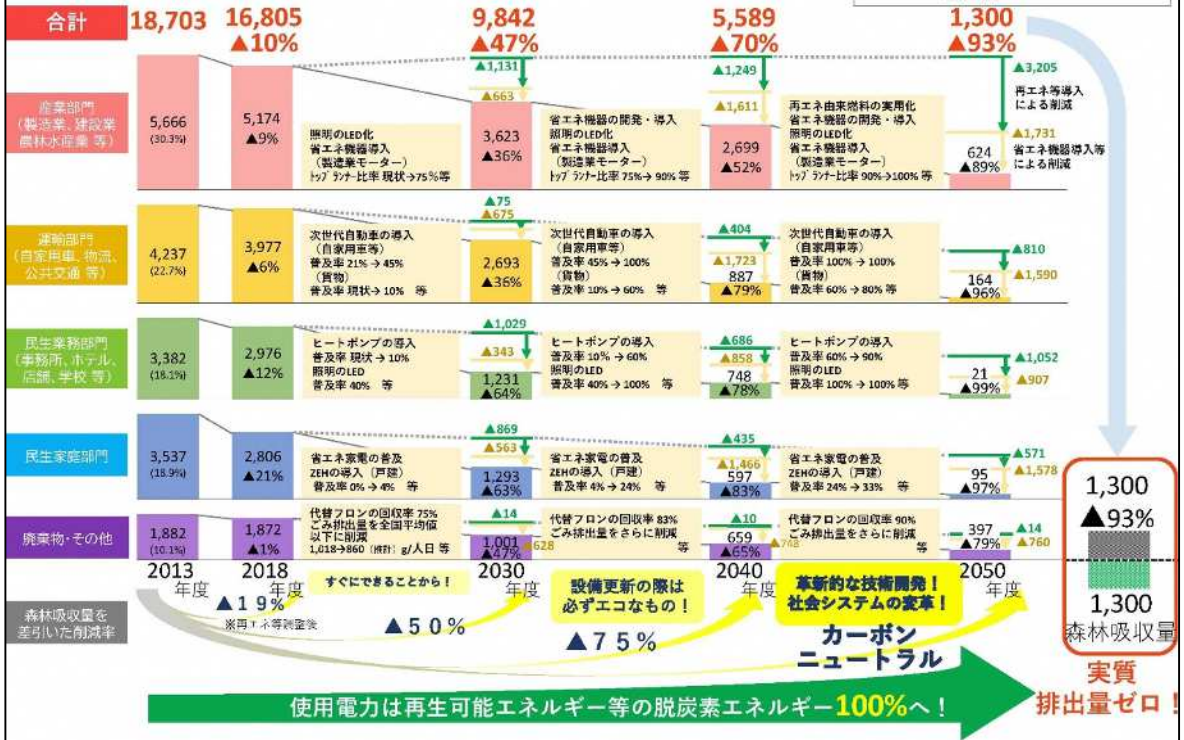 合計
18,703
16,805
▲10%
9,842
▲47%
5,589
▲70%
1,300
▲93%
産業部門
(製造業、建設業
農林水産業 等)
5,666
(30.3%)
5,174
▲9%
照明のLED化
省エネ機器導入
(製造業モーター)
トップランナー比率 現状→75%等
▲1,131
▲663
3,623
▲36%
省エネ機器の開発・導入
照明のLED化
省エネ機器導入
(製造業モーター)
トップランナー比率 75%→90% 等
▲1,249
▲1,611
2,699
▲52%
再エネ由来燃料の実用化
省エネ機器の開発・導入
照明のLED化
省エネ機器導入
(製造業モーター)
トップランナー比率 90%→100% 等
624
▲89%
▲3,205
再エネ等導入
による削減
▲1,731
省エネ機器導入等
による削減
運輸部門
(自家用車、物流、
公共交通 等)
4,237
(22.7%)
3,977
▲6%
次世代自動車の導入
(自家用車等)
普及率 21%→45%
(貨物)
普及率 現状→10% 等
▲75
▲675
2,693
▲36%
次世代自動車の導入
(自家用車等)
普及率 45%→100%
(貨物)
普及率 10%→60% 等
▲404
▲1,723
887
▲79%
次世代自動車の導入
(自家用車等)
普及率 100%→100%
(貨物)
普及率 60%→80% 等
164
▲96%
▲810
▲1,590
民生業務部門
(事務所、ホテル、
店舗、学校 等)
3,382
(18.1%)
2,976
▲12%
ヒートポンプの導入
普及率 現状→10%
照明のLED
普及率 40% 等
▲1,029
▲343
1,231
▲64%
ヒートポンプの導入
普及率 10%→60%
照明のLED
普及率 40%→100% 等
▲686
▲858
748
▲78%
ヒートポンプの導入
普及率 60%→90%
照明のLED
普及率 100%→100% 等
21
▲99%
▲1,052
▲907
民生家庭部門
3,537
(18.9%)
2,806
▲21%
省エネ家電の普及
ZEHの導入(戸建)
普及率 0%→4% 等
▲869
▲563
1,293
▲63%
省エネ家電の普及
ZEHの導入(戸建)
普及率 4%→24% 等
▲435
▲1,466
597
▲83%
省エネ家電の普及
ZEHの導入(戸建)
普及率 24%→33% 等
95
▲97%
▲571
▲1,578
廃棄物・その他
1,882
(10.1%)
1,872
▲1%
代替フロンの回収率 75%
ごみ排出量を全国平均値
以下に削減
1,018→860 (推計) g/人日 等
▲14
1,001
▲47%
▲628
代替フロンの回収率 83%
ごみ排出量をさらに削減
等
▲10
659
▲65%
▲748
代替フロンの回収率 90%
ごみ排出量をさらに削減
等
397
▲79%
▲14
▲760
2013
年度
2018
年度
2030
年度
2040
年度
2050
年度
すぐにできることから!
設備更新の際は
必ずエコなもの!
革新的な技術開発!
社会システムの変革!
森林吸収量を
差引いた削減率
▲19%
※再エネ等調整後
▲50%
▲75%
カーボン
ニュートラル
1,300
▲93%
1,300
森林吸収量
実質
排出量ゼロ!
使用電力は再生可能エネルギー等の脱炭素エネルギー100%へ!